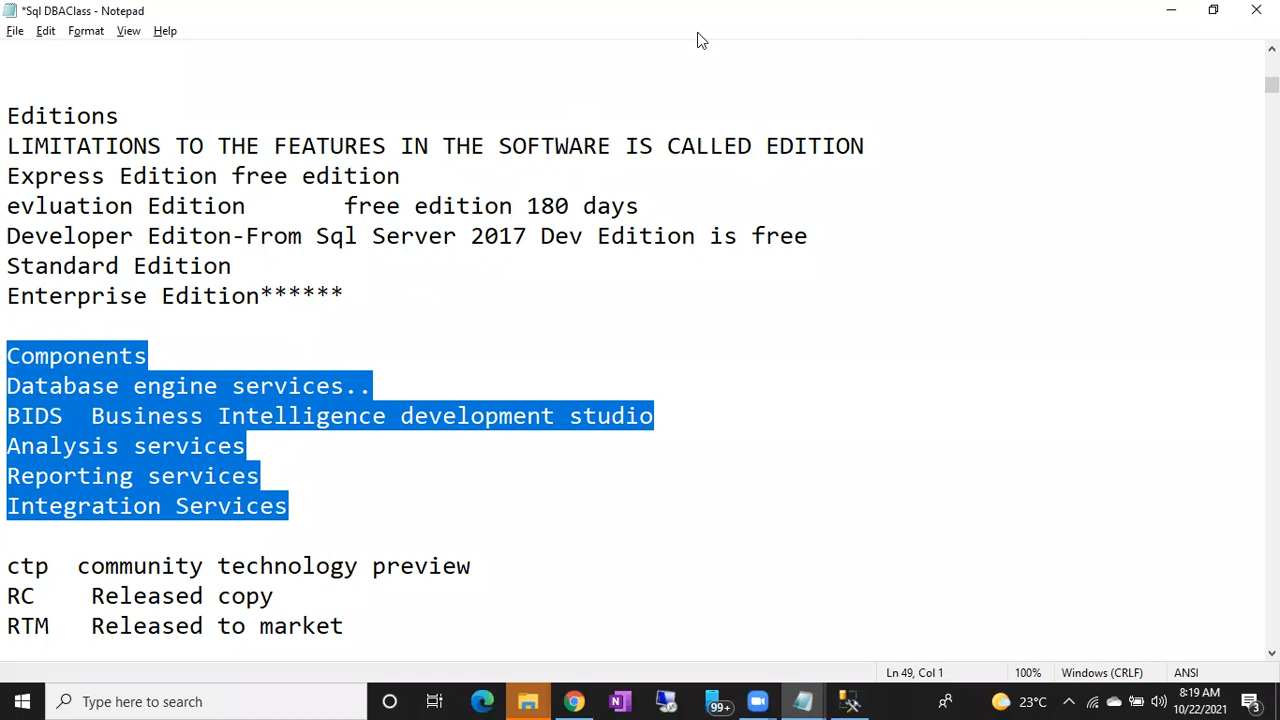 *Sql DBAClass - Notepad
File Edit Format View Help
Editions
LIMITATIONS TO THE FEATURES IN THE SOFTWARE IS CALLED EDITION
Express Edition free edition
evluation Edition free edition 180 days
Developer Editon-From Sql Server 2017 Dev Edition is free
Standard Edition
Enterprise Edition******
Components
Database engine services..
BIDS Business Intelligence development studio
Analysis services
Reporting services
Integration Services
ctp community technology preview
RC Released copy
RTM Released to market
Ln 49, Col 1 100% Windows (CRLF) ANSI
Type here to search 99+ 23°C 8:19 AM
10/22/2021 3